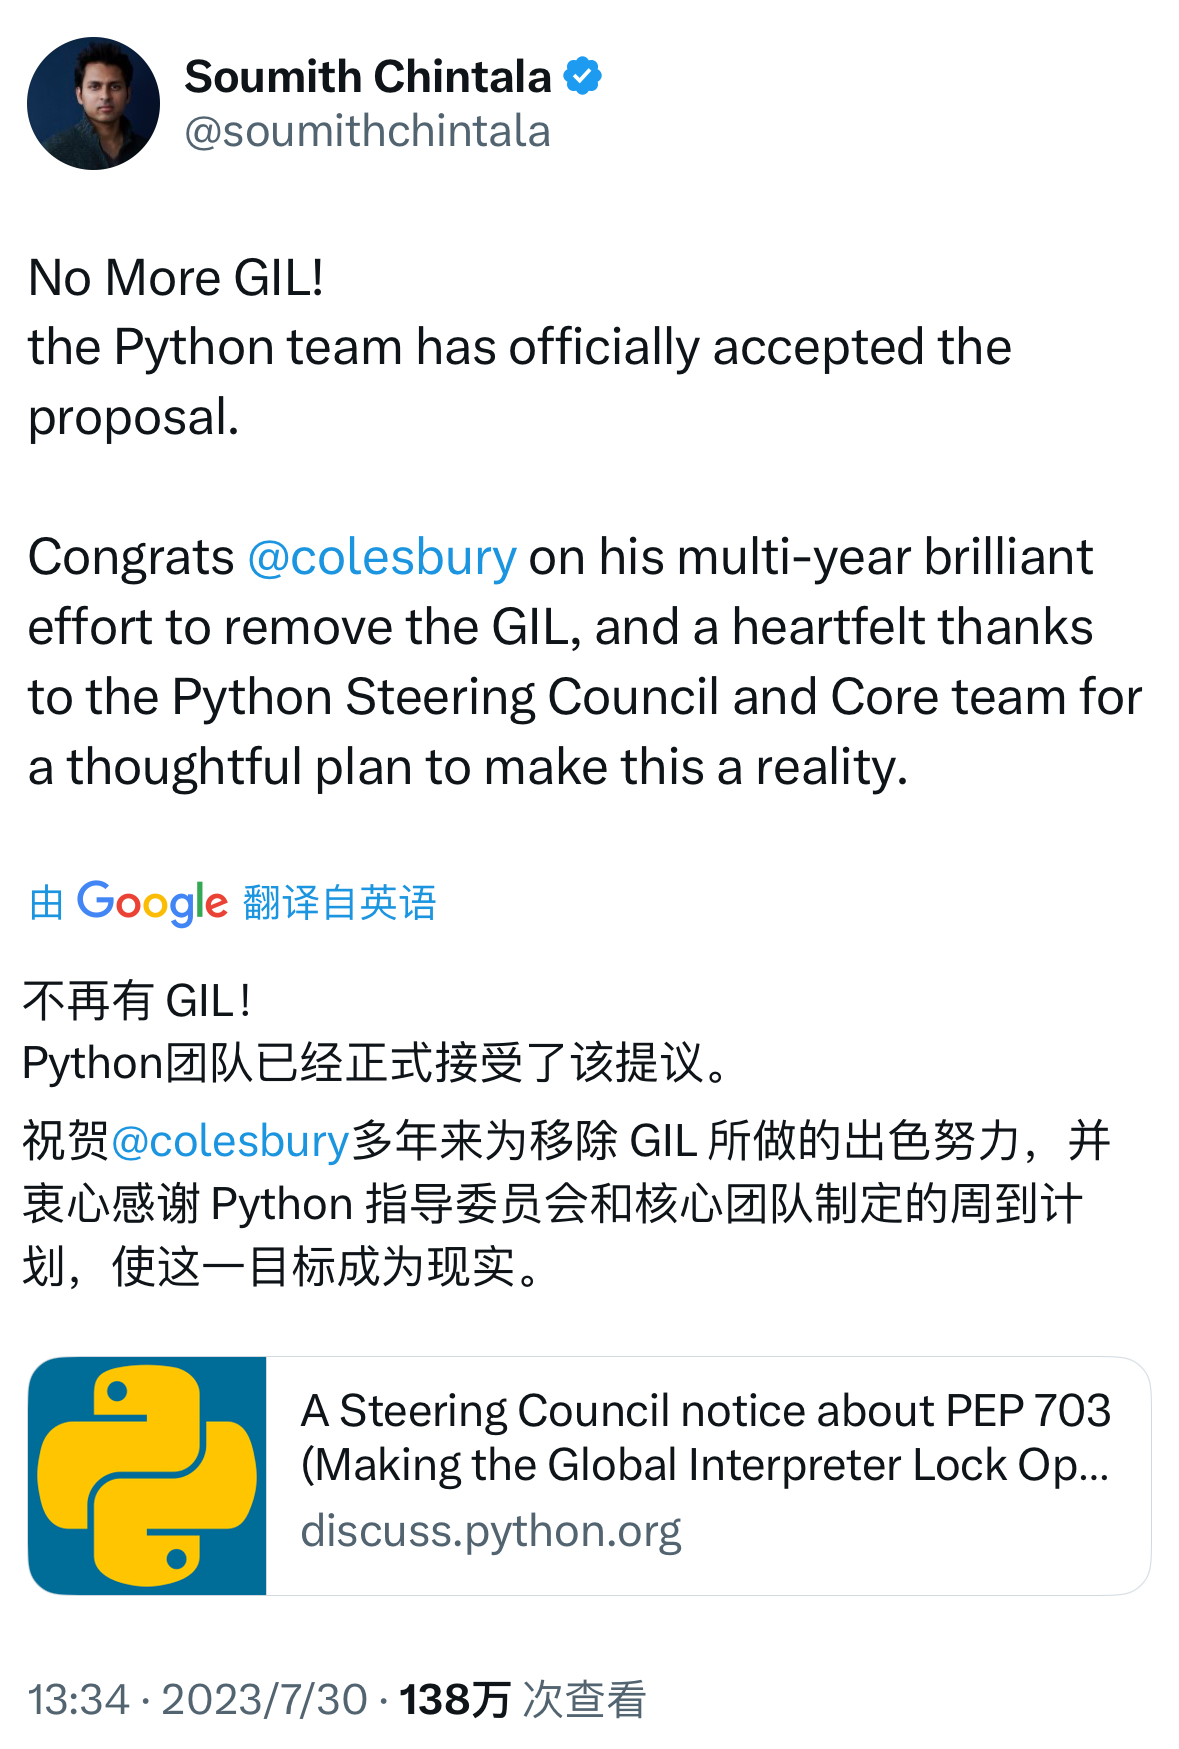 Soumith Chintala
@soumithchintala
No More GIL!
the Python team has officially accepted the
proposal.
Congrats @colesbury on his multi-year brilliant
effort to remove the GIL, and a heartfelt thanks
to the Python Steering Council and Core team for
a thoughtful plan to make this a reality.
由 Google 翻译自英语
不再有 GIL！
Python团队已经正式接受了该提议。
祝贺@colesbury多年来为移除 GIL 所做的出色努力，并
衷心感谢 Python 指导委员会和核心团队制定的周到计
划，使这一目标成为现实。
A Steering Council notice about PEP 703
(Making the Global Interpreter Lock Op...
discuss.python.org
13:34 · 2023/7/30 · 138万 次查看